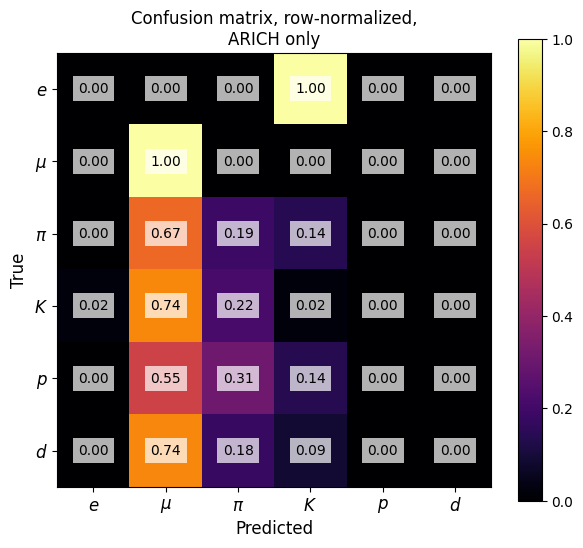 Confusion matrix, row-normalized,
ARICH only
1.0
e 0.00 0.00 0.00 1.00 0.00 0.00
0.8
μ 0.00 1.00 0.00 0.00 0.00 0.00
π 0.00 0.67 0.19 0.14 0.00 0.00
0.6
True
K 0.02 0.74 0.22 0.02 0.00 0.00
0.4
p 0.00 0.55 0.31 0.14 0.00 0.00
0.2
d 0.00 0.74 0.18 0.09 0.00 0.00
0.0
e μ π K p d
Predicted